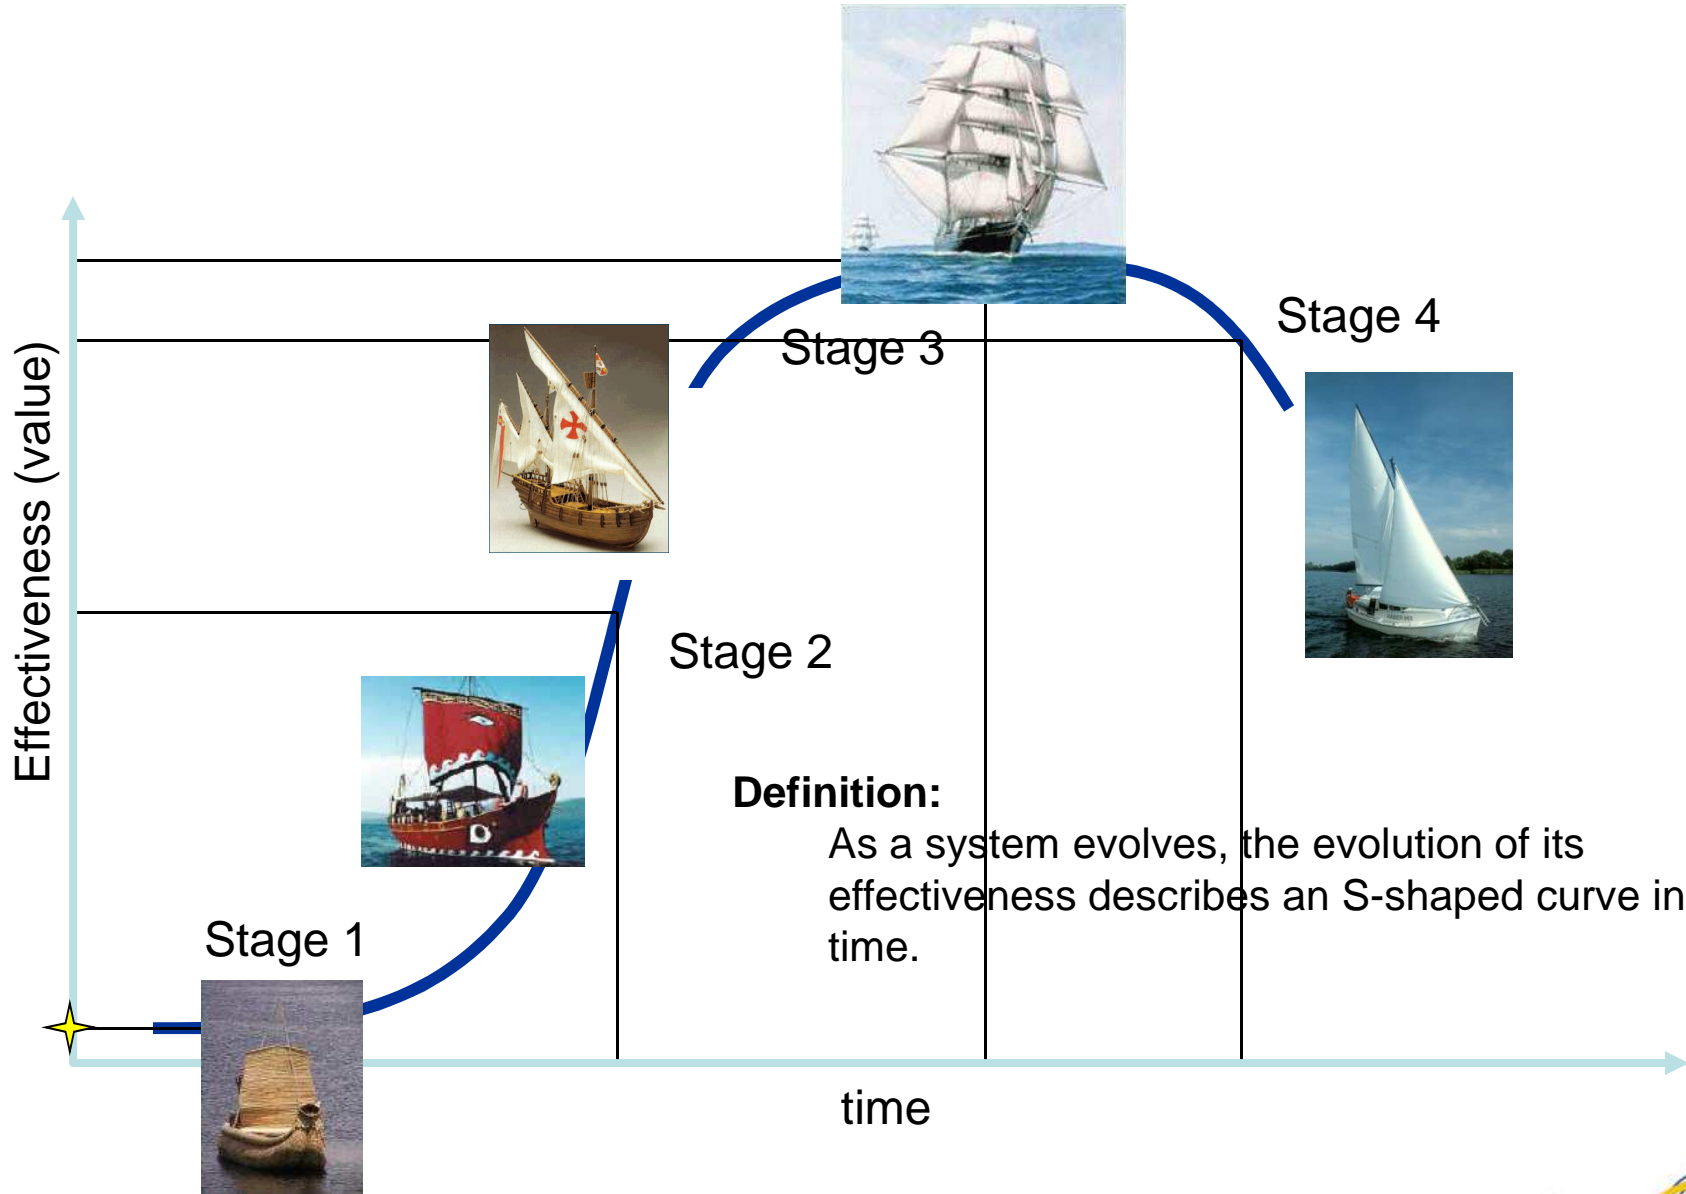 Stage 4
Stage 3
Effectiveness (value)
Stage 2
Definition:
As a system evolves, the evolution of its
effectiveness describes an S-shaped curve in
time.
Stage 1
time